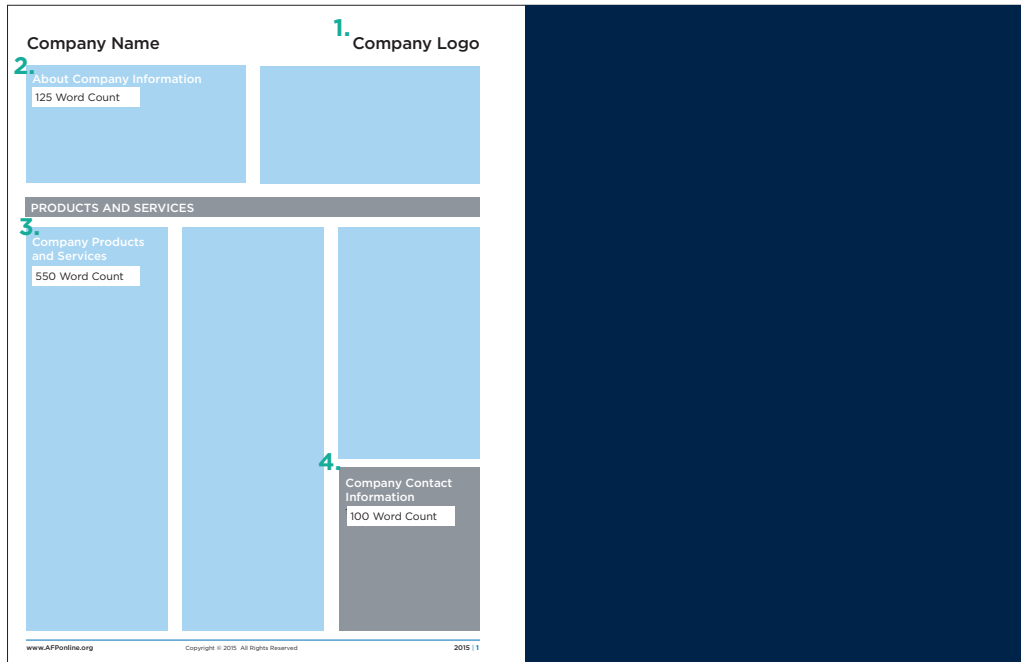 1.
Company Name
Company Logo
2.
About Company Information
125 Word Count
PRODUCTS AND SERVICES
3.
Company Products
and Services
550 Word Count
4.
Company Contact
Information
100 Word Count
www.AFPonline.org
Copyright © 2015 All Rights Reserved
2015 | 1